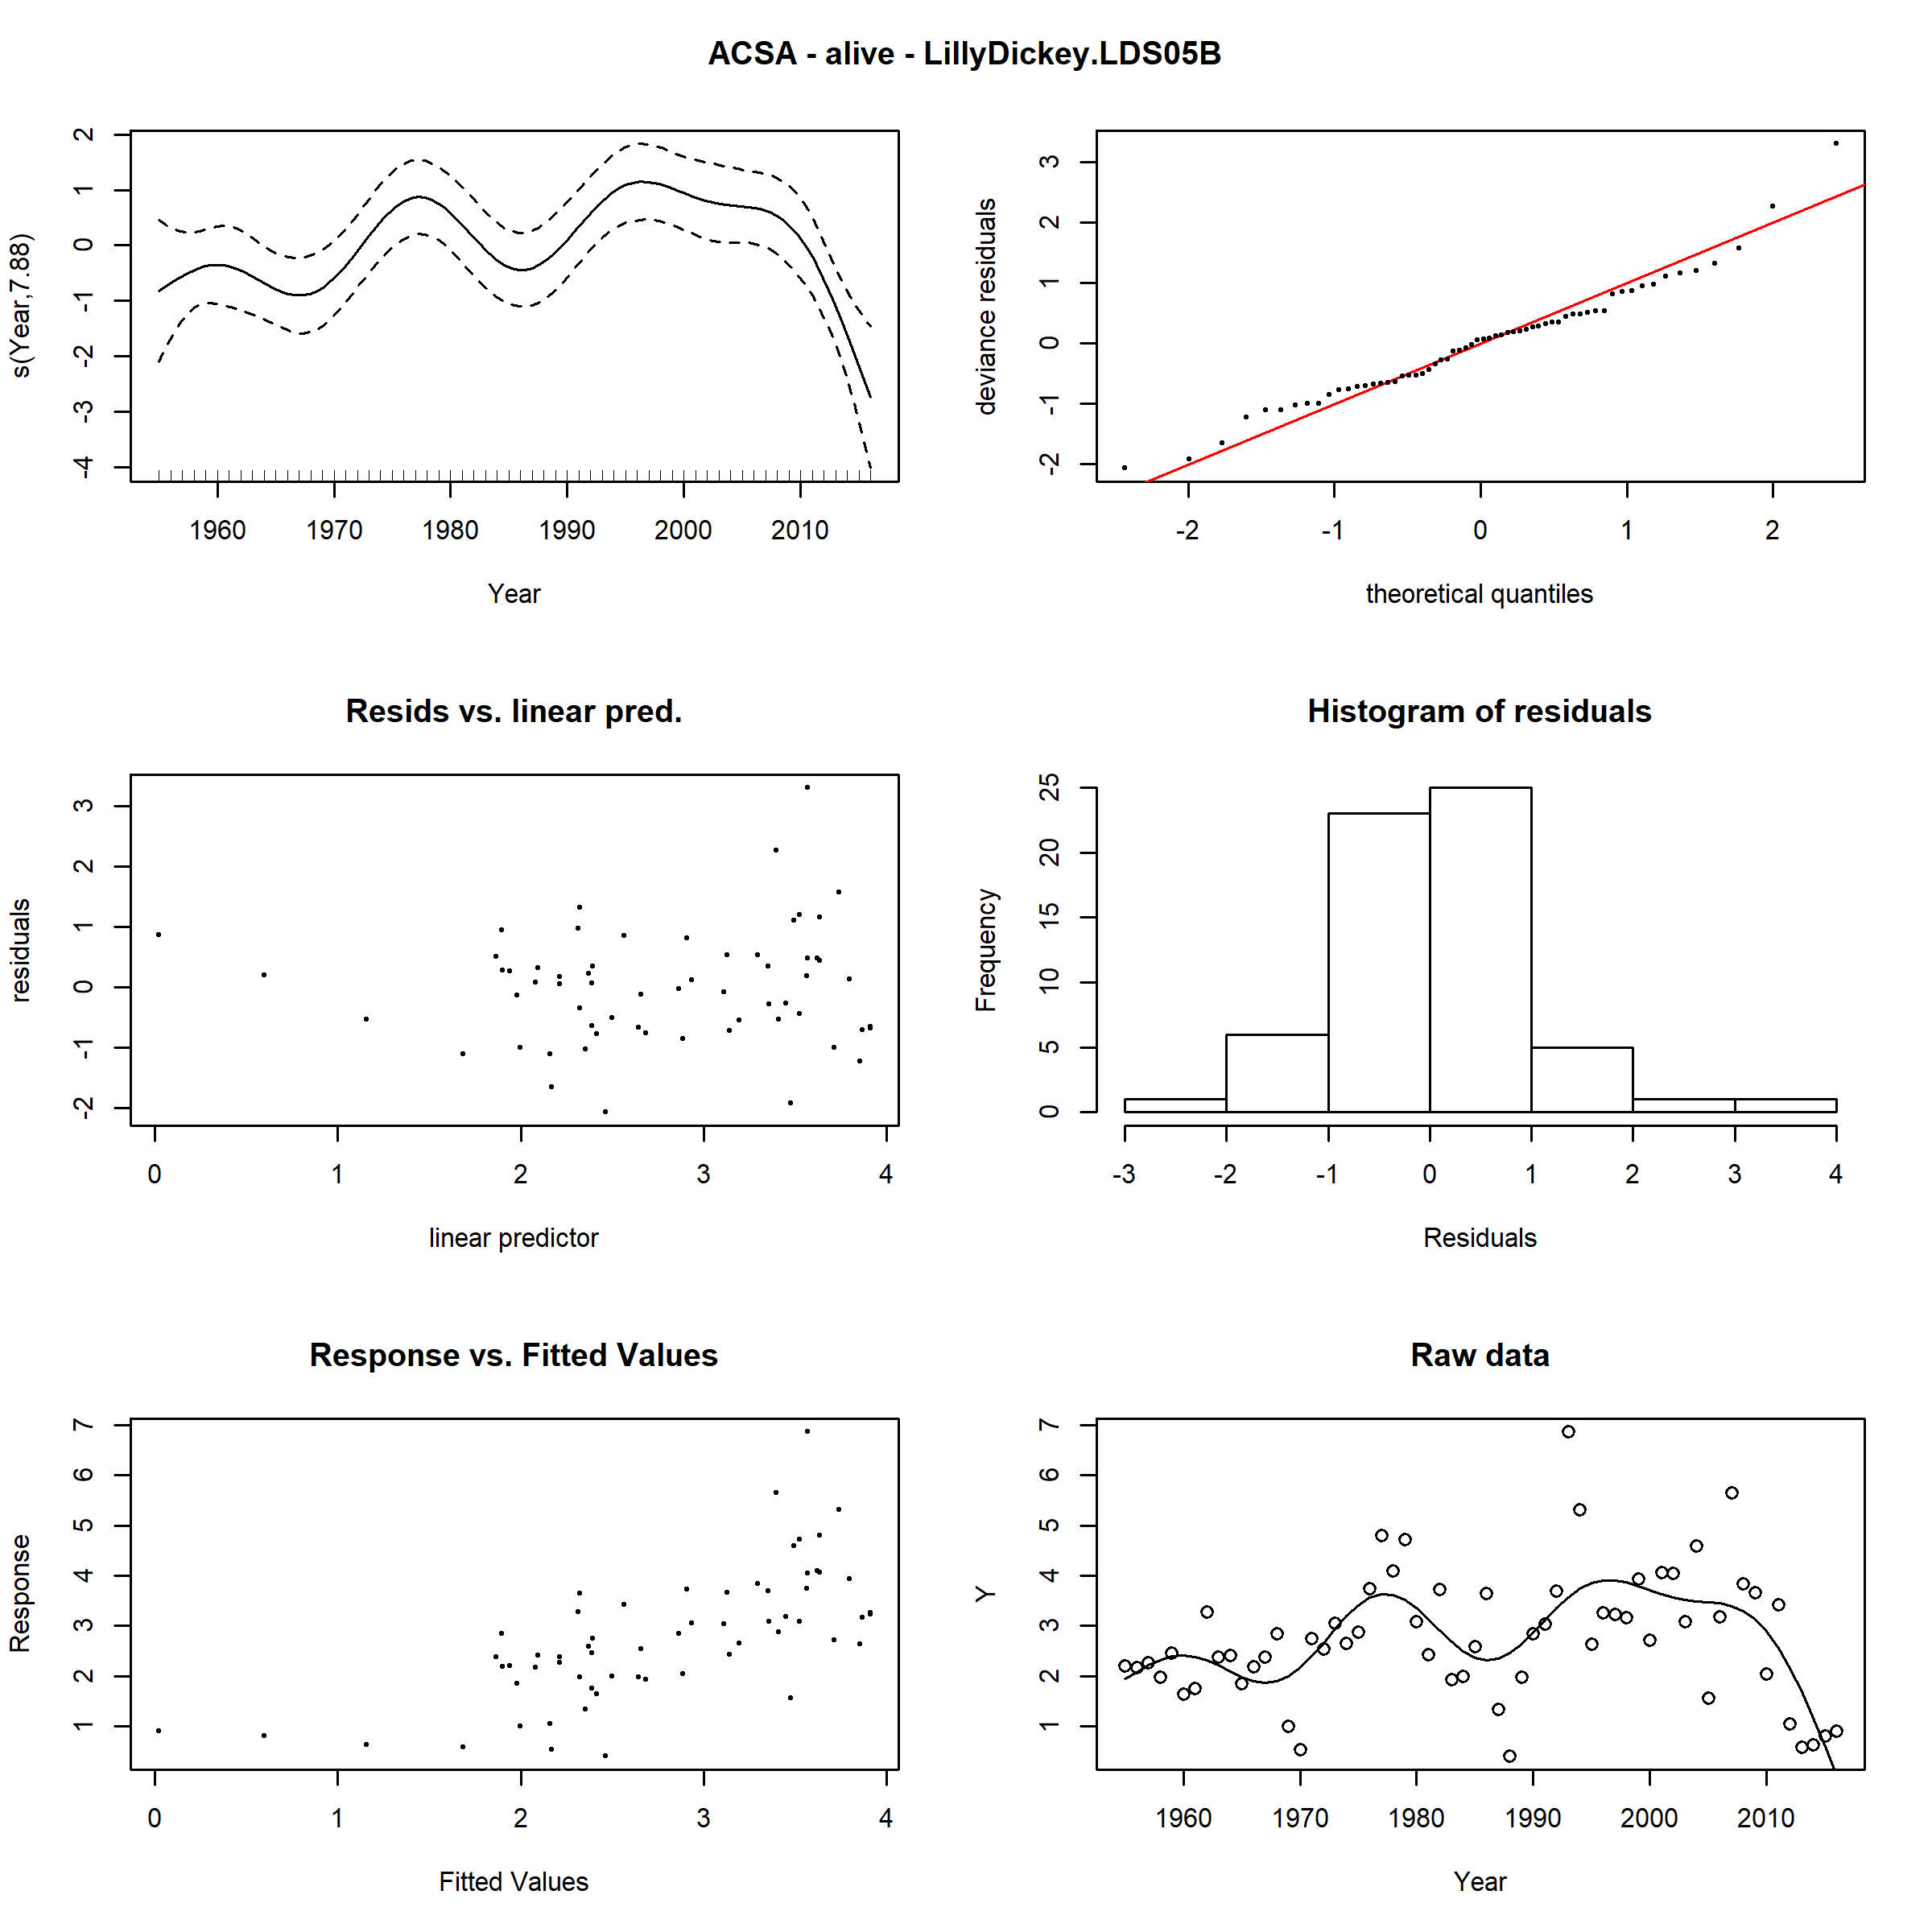 ACSA - alive - LillyDickey.LDS05B
s(Year,7.88)
2
1
0
-1
-2
-3
-4
1960 1970 1980 1990 2000 2010
Year
deviance residuals
3
2
1
0
-1
-2
-2 -1 0 1 2
theoretical quantiles
Resids vs. linear pred.
residuals
3
2
1
0
-1
-2
0 1 2 3 4
linear predictor
Histogram of residuals
Frequency
25
20
15
10
5
0
-3 -2 -1 0 1 2 3 4
Residuals
Response vs. Fitted Values
Response
7
6
5
4
3
2
1
0 1 2 3 4
Fitted Values
Raw data
Y
7
6
5
4
3
2
1
1960 1970 1980 1990 2000 2010
Year